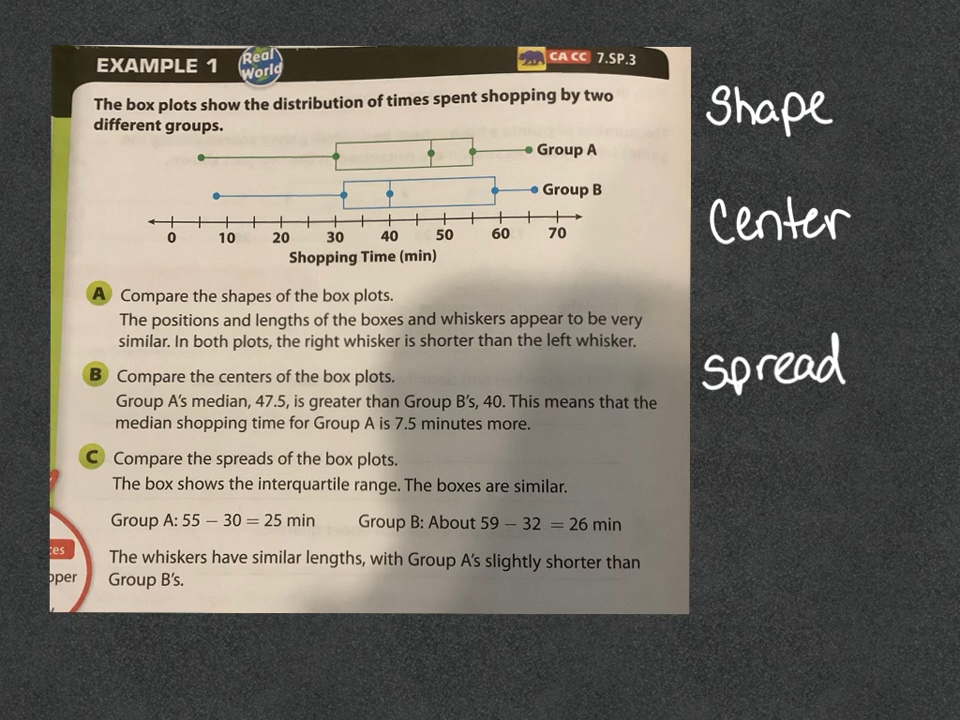 EXAMPLE 1
Real World
CA CC 7.SP.3
The box plots show the distribution of times spent shopping by two
different groups.
Group A
Group B
0 10 20 30 40 50 60 70
Shopping Time (min)
A Compare the shapes of the box plots.
The positions and lengths of the boxes and whiskers appear to be very
similar. In both plots, the right whisker is shorter than the left whisker.
B Compare the centers of the box plots.
Group A's median, 47.5, is greater than Group B's, 40. This means that the
median shopping time for Group A is 7.5 minutes more.
C Compare the spreads of the box plots.
The box shows the interquartile range. The boxes are similar.
Group A: 55 − 30 = 25 min Group B: About 59 − 32 = 26 min
The whiskers have similar lengths, with Group A's slightly shorter than
Group B's.
Shape
Center
spread